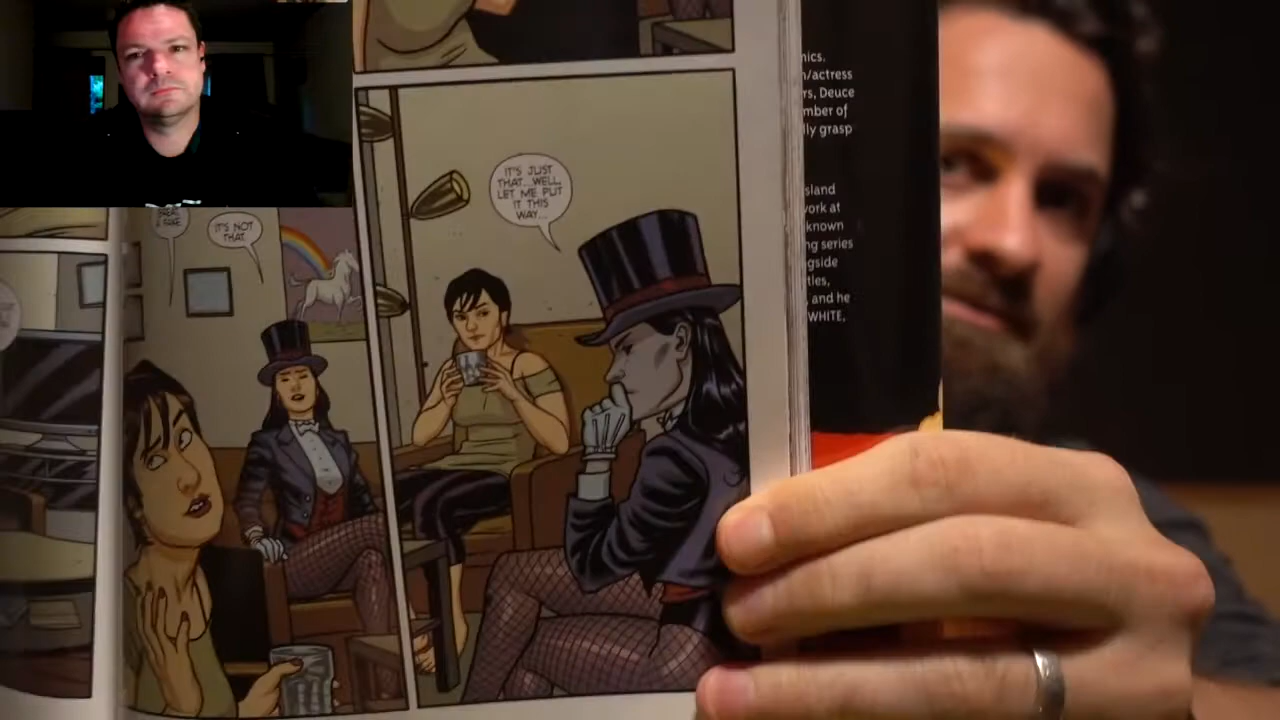 IT'S NOT
THAT.
IT'S JUST
THAT...WELL,
LET ME PUT
IT THIS
WAY...
/actress
rs, Deuce
mber of
lly grasp
sland
work at
known
ng series
gside
tles,
, and he
WHITE,